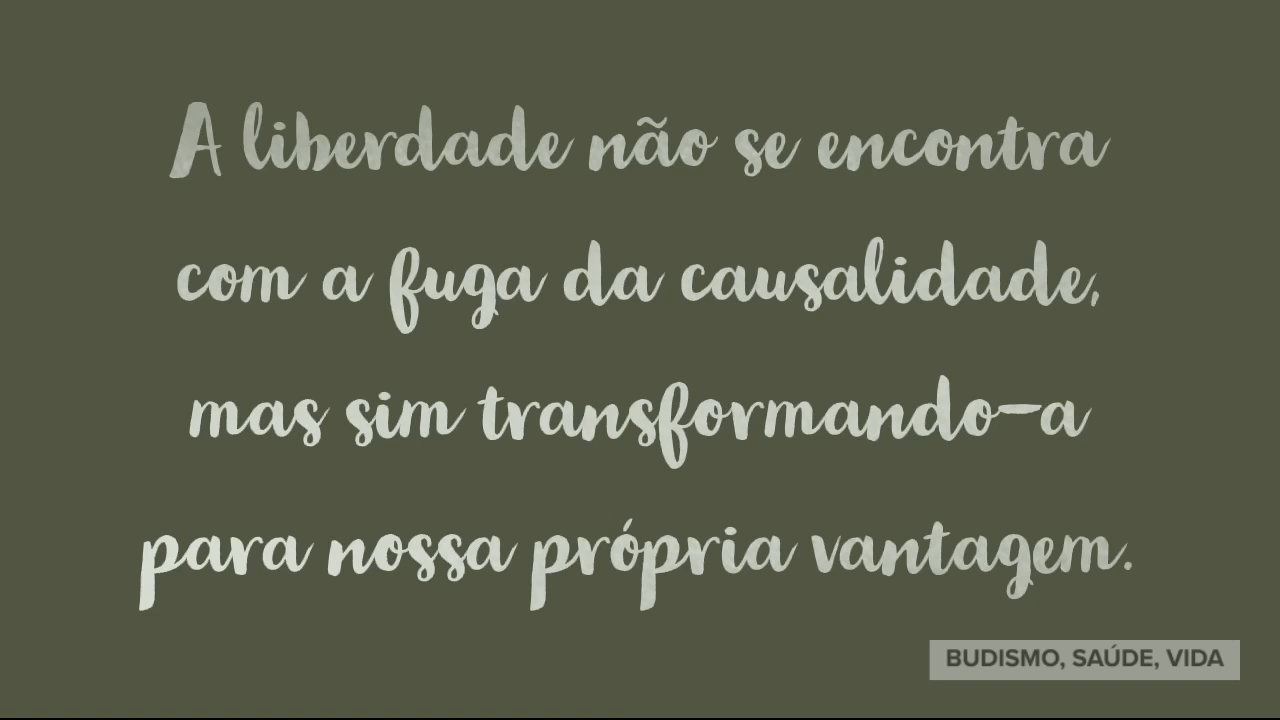 A liberdade não se encontra
com a fuga da causalidade,
mas sim transformando-a
para nossa própria vantagem.
BUDISMO, SAÚDE, VIDA